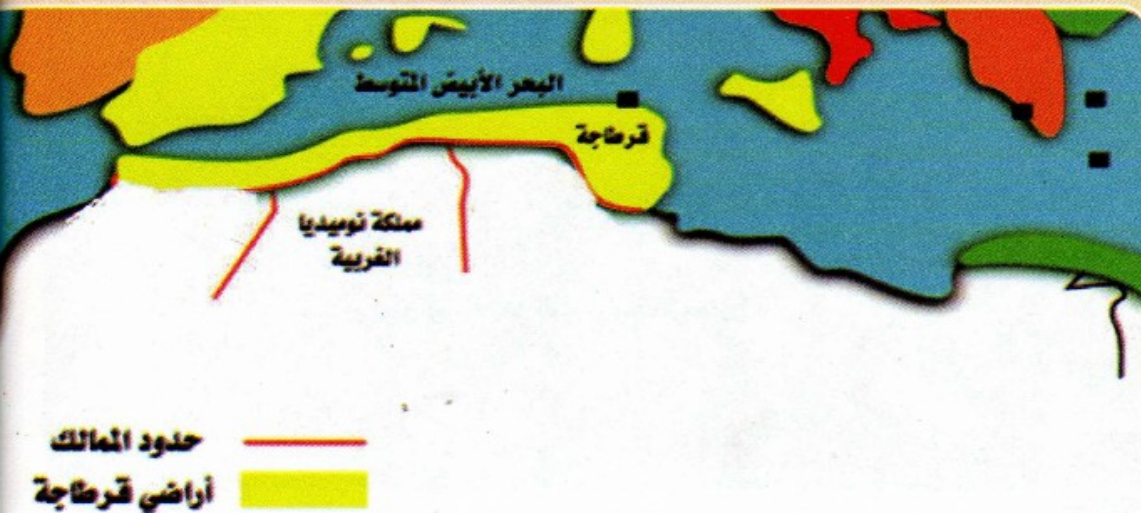 البحر الأبيض المتوسط
قرطاجة
مملكة نوميديا
الغربية
حدود الممالك
أراضي قرطاجة